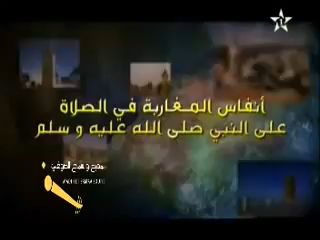 أنفاس المغاربة في الصلاة
على النبي صلى الله عليه و سلم